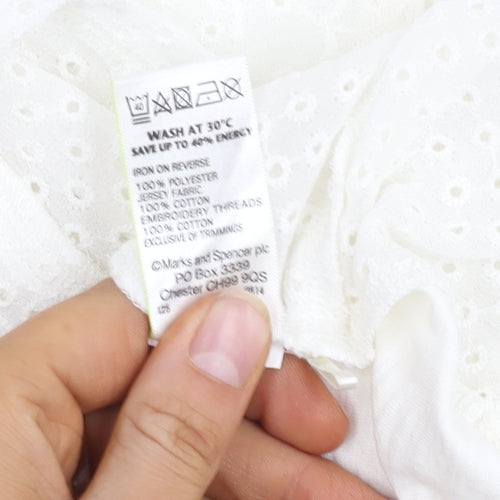 40
WASH AT 30°C
SAVE UP TO 40% ENERGY
IRON ON REVERSE
100% POLYESTER
JERSEY FABRIC
100% COTTON
EMBROIDERY THREADS
100% COTTON
EXCLUSIVE OF TRIMMINGS
©Marks and Spencer plc
PO Box 3339
Chester CH99 9QS